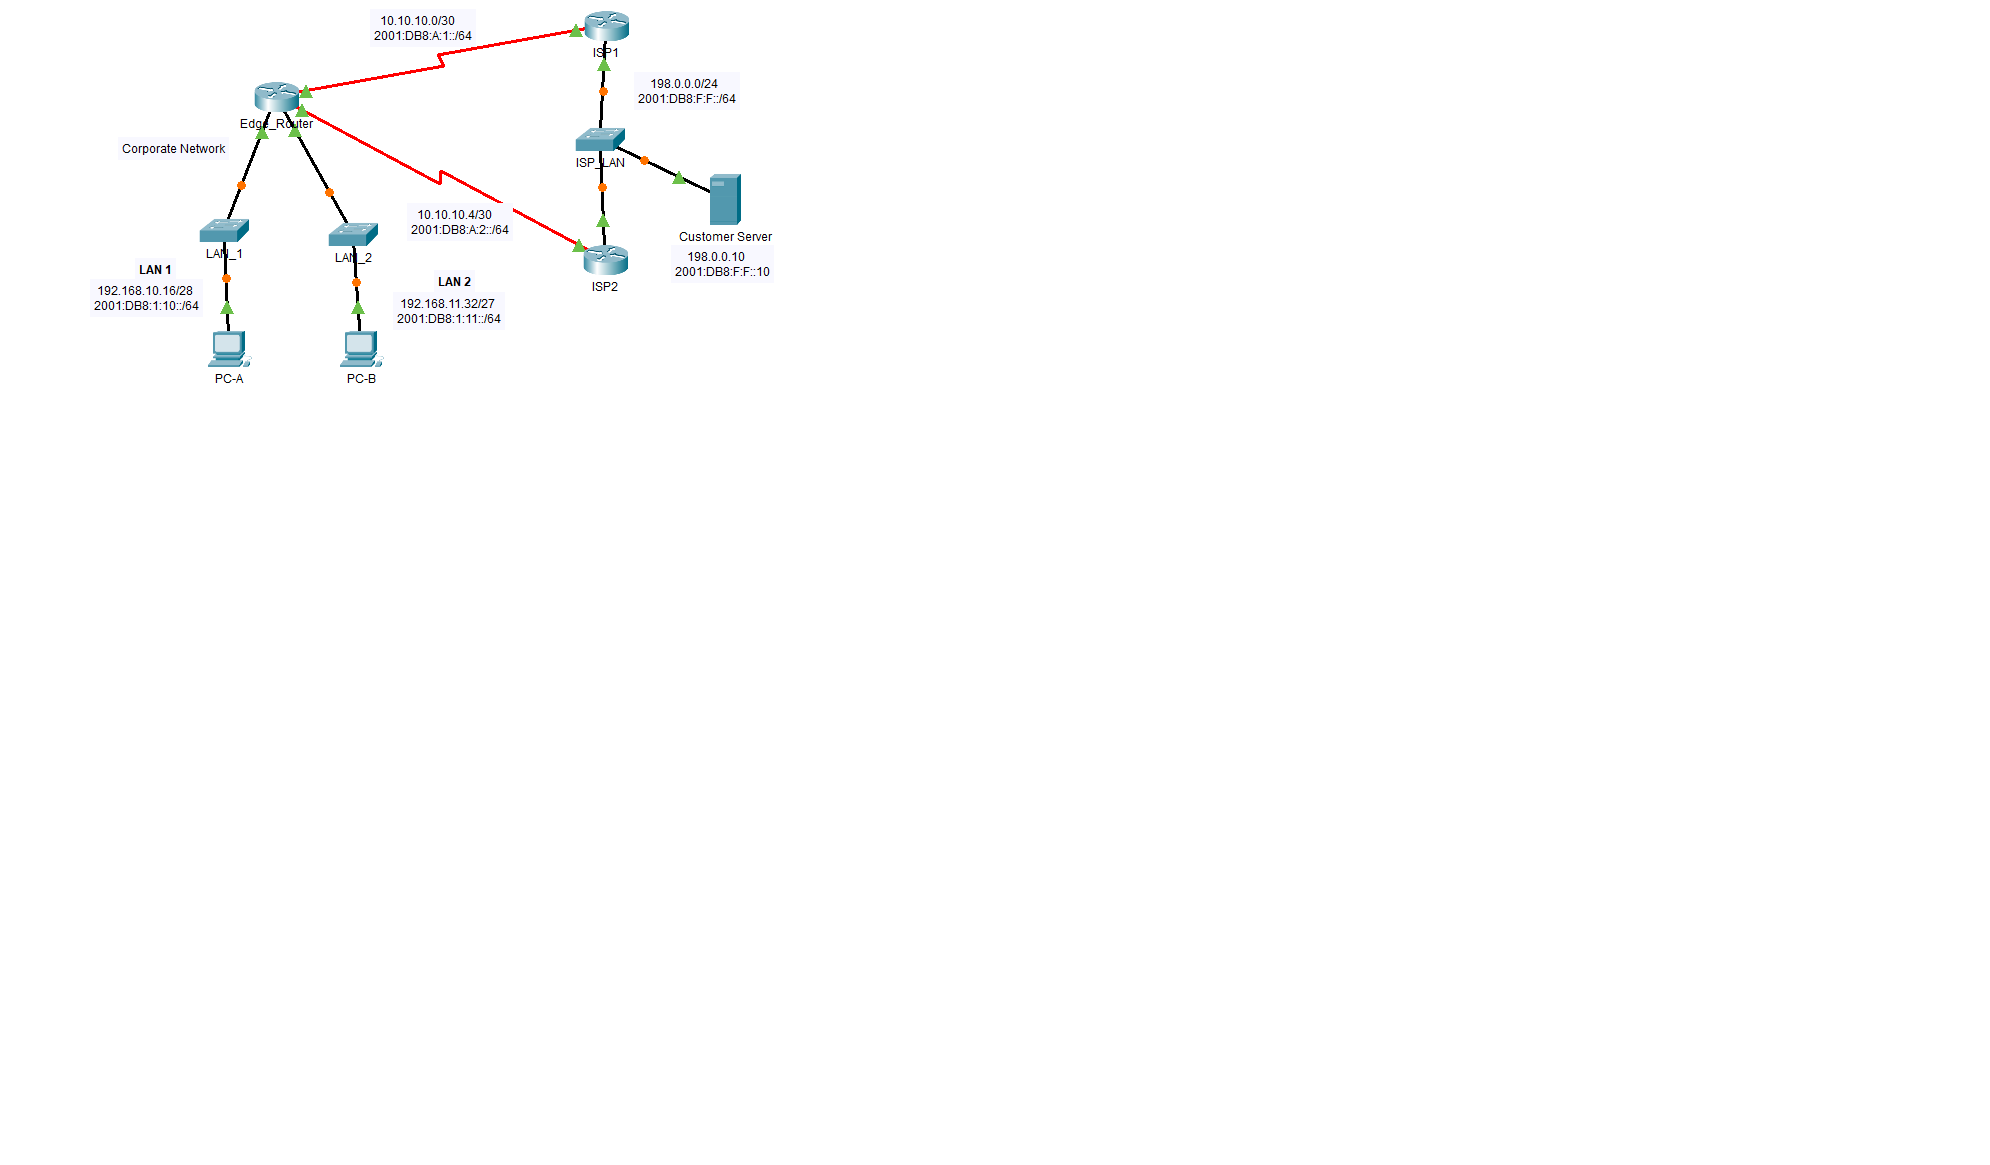 10.10.10.0/30
2001:DB8:A:1::/64
ISP1
198.0.0.0/24
2001:DB8:F:F::/64
Edge_Router
Corporate Network
ISP_LAN
10.10.10.4/30
2001:DB8:A:2::/64
Customer Server
198.0.0.10
2001:DB8:F:F::10
ISP2
LAN_1
LAN_2
LAN 1
192.168.10.16/28
2001:DB8:1:10::/64
LAN 2
192.168.11.32/27
2001:DB8:1:11::/64
PC-A
PC-B